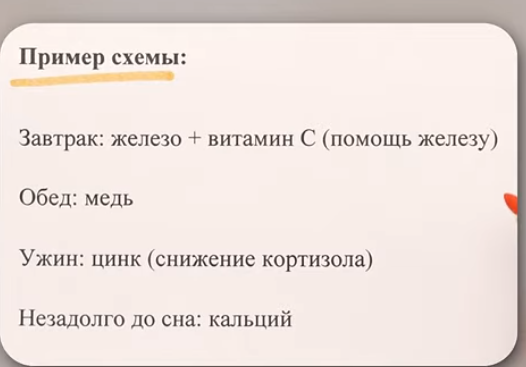 Пример схемы:
Завтрак: железо + витамин С (помощь железу)
Обед: медь
Ужин: цинк (снижение кортизола)
Незадолго до сна: кальций